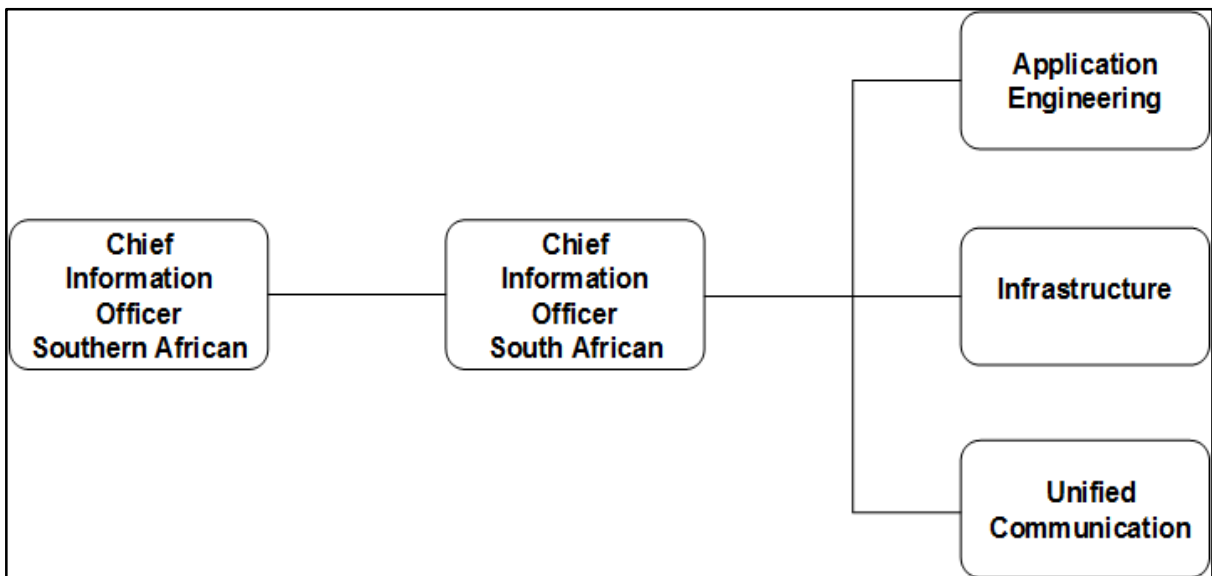 Chief
Information
Officer
Southern African
Chief
Information
Officer
South African
Application
Engineering
Infrastructure
Unified
Communication